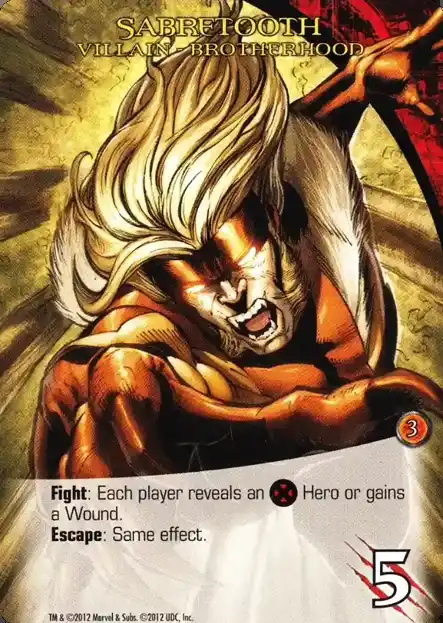 SABRETOOTH
VILLAIN - BROTHERHOOD
3
Fight: Each player reveals an Hero or gains
a Wound.
Escape: Same effect.
5
TM & ©2012 Marvel & Subs. ©2012 UDC, Inc.